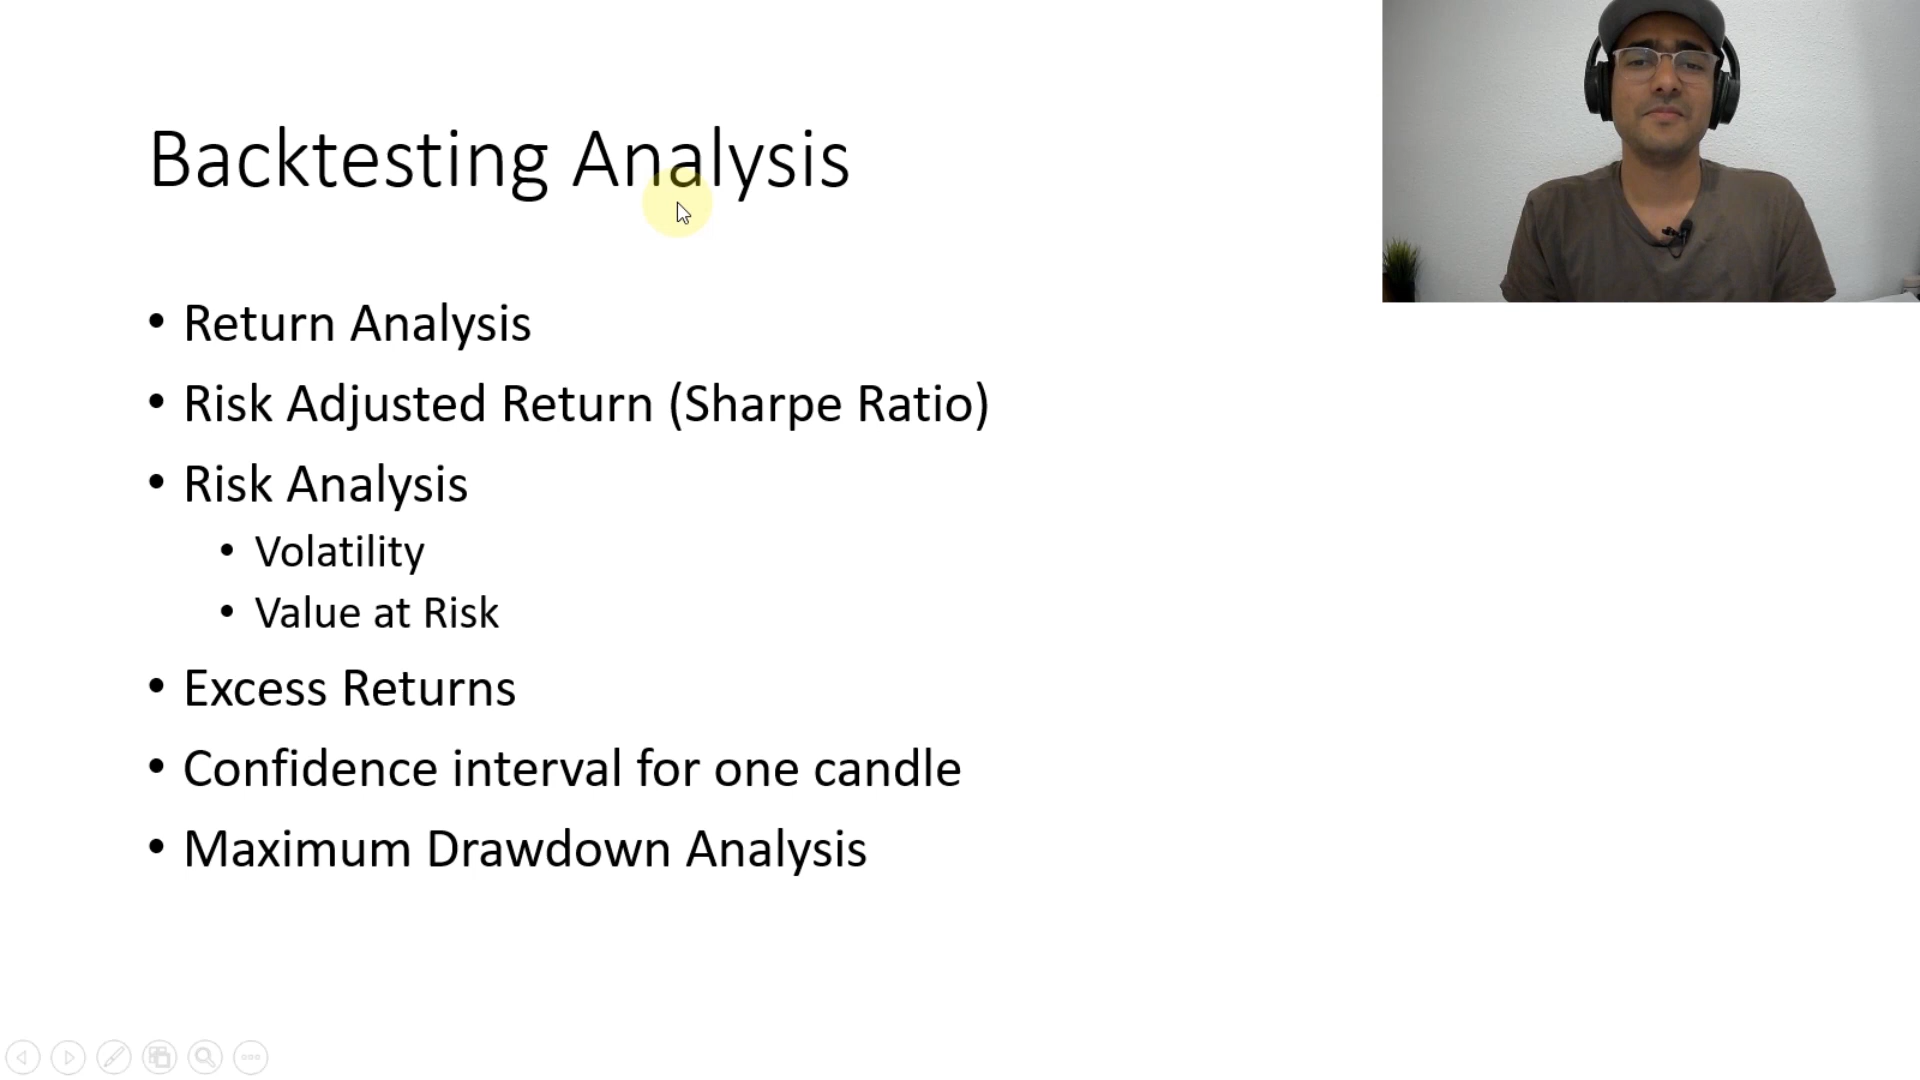 Backtesting Analysis
• Return Analysis
• Risk Adjusted Return (Sharpe Ratio)
• Risk Analysis
• Volatility
• Value at Risk
• Excess Returns
• Confidence interval for one candle
• Maximum Drawdown Analysis